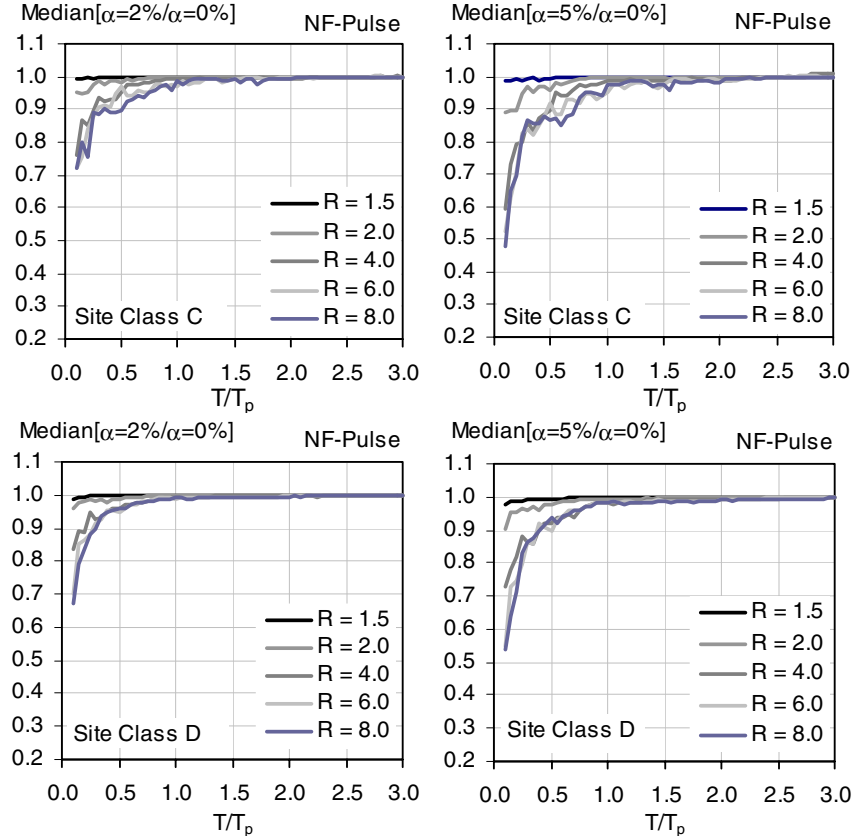 Median[α=2%/α=0%] NF-Pulse
1.1
1.0
0.9
0.8
0.7
0.6
0.5
0.4
0.3
0.2
R = 1.5
R = 2.0
R = 4.0
R = 6.0
R = 8.0
Site Class C
0.0 0.5 1.0 1.5 2.0 2.5 3.0
T/Tp
Median[α=5%/α=0%] NF-Pulse
1.1
1.0
0.9
0.8
0.7
0.6
0.5
0.4
0.3
0.2
R = 1.5
R = 2.0
R = 4.0
R = 6.0
R = 8.0
Site Class C
0.0 0.5 1.0 1.5 2.0 2.5 3.0
T/Tp
Median[α=2%/α=0%] NF-Pulse
1.1
1.0
0.9
0.8
0.7
0.6
0.5
0.4
0.3
0.2
R = 1.5
R = 2.0
R = 4.0
R = 6.0
R = 8.0
Site Class D
0.0 0.5 1.0 1.5 2.0 2.5 3.0
T/Tp
Median[α=5%/α=0%] NF-Pulse
1.1
1.0
0.9
0.8
0.7
0.6
0.5
0.4
0.3
0.2
R = 1.5
R = 2.0
R = 4.0
R = 6.0
R = 8.0
Site Class D
0.0 0.5 1.0 1.5 2.0 2.5 3.0
T/Tp